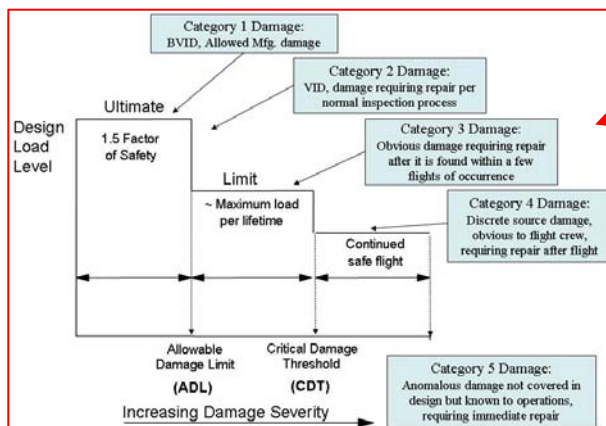 Category 1 Damage:
BVID, Allowed Mfg. damage
Category 2 Damage:
VID, damage requiring repair per
normal inspection process
Ultimate
Design
Load
Level
1.5 Factor
of Safety
Category 3 Damage:
Obvious damage requiring repair
after it is found within a few
flights of occurrence
Limit
~ Maximum load
per lifetime
Category 4 Damage:
Discrete source damage,
obvious to flight crew,
requiring repair after flight
Continued
safe flight
Allowable
Damage Limit
(ADL)
Critical Damage
Threshold
(CDT)
Category 5 Damage:
Anomalous damage not covered in
design but known to operations,
requiring immediate repair
Increasing Damage Severity